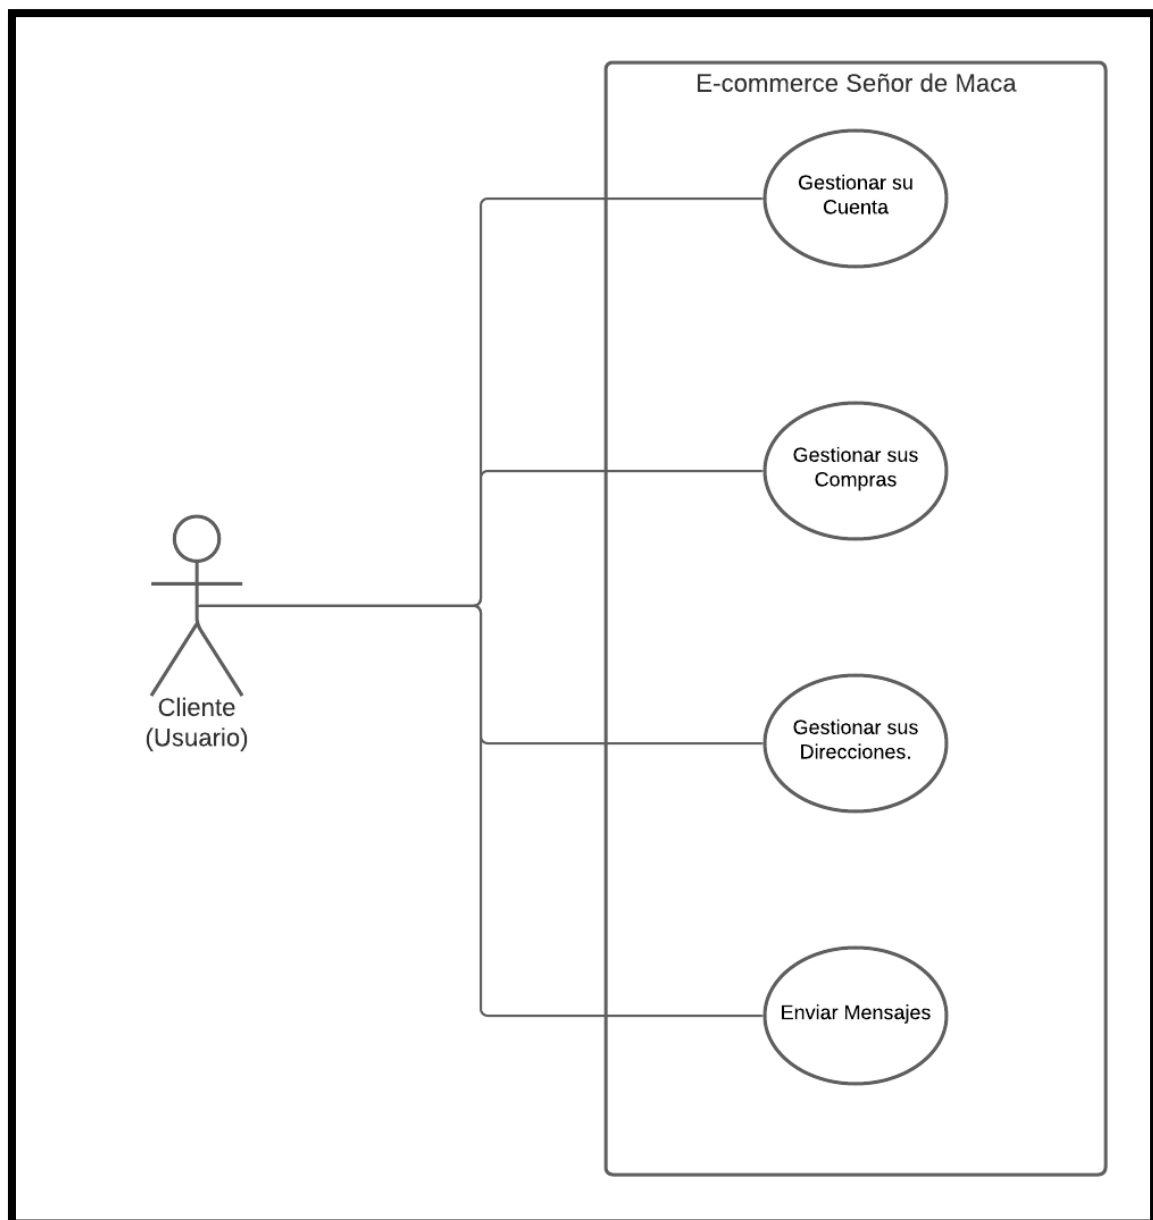 E-commerce Señor de Maca
Gestionar su
Cuenta
Gestionar sus
Compras
Cliente
(Usuario)
Gestionar sus
Direcciones.
Enviar Mensajes